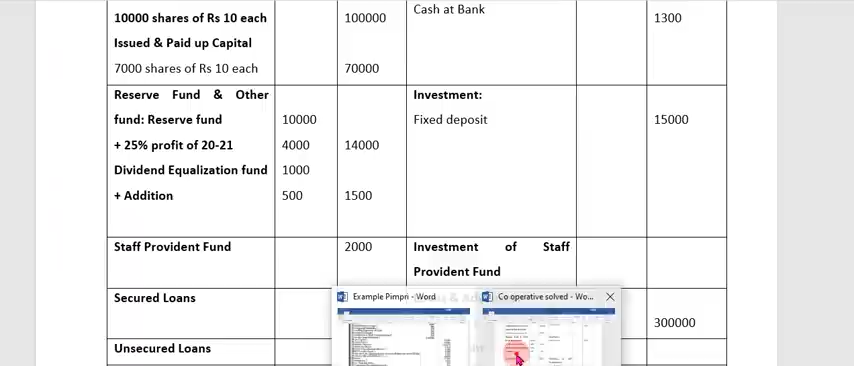 10000 shares of Rs 10 each 100000 Cash at Bank 1300
Issued & Paid up Capital
7000 shares of Rs 10 each 70000
Reserve Fund & Other Investment:
fund: Reserve fund 10000 Fixed deposit 15000
+ 25% profit of 20-21 4000 14000
Dividend Equalization fund 1000
+ Addition 500 1500
Staff Provident Fund 2000 Investment of Staff
Provident Fund
Secured Loans
Example Pimpri - Word
Co operative solved - Wo...
300000
Unsecured Loans